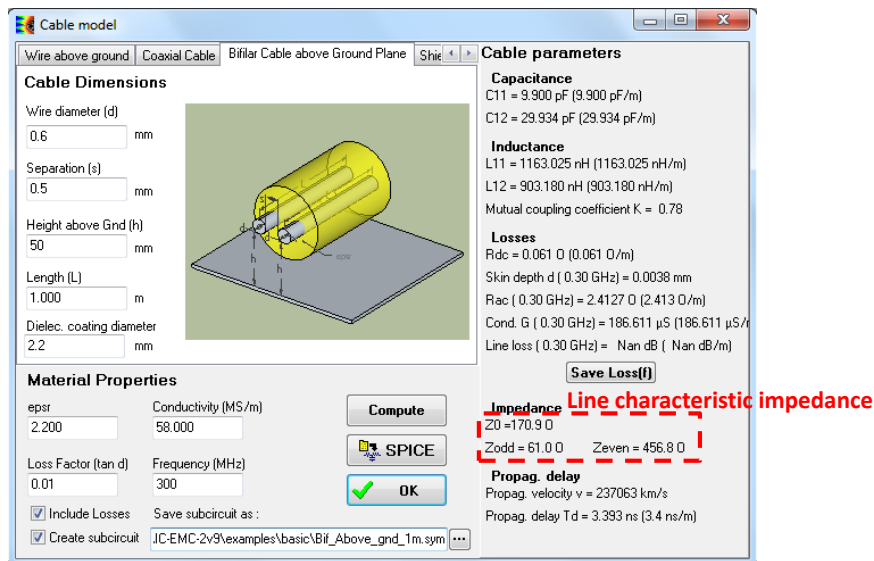 Cable model
Wire above ground
Coaxial Cable
Bifilar Cable above Ground Plane
Shie
Cable Dimensions
Wire diameter (d)
0.6 mm
Separation (s)
0.5 mm
Height above Gnd (h)
50 mm
Length (L)
1.000 m
Dielec. coating diameter
2.2 mm
d
h
h
epsr
Material Properties
epsr
2.200
Conductivity (MS/m)
58.000
Loss Factor (tan d)
0.01
Frequency (MHz)
300
Include Losses
Create subcircuit
Save subcircuit as :
.IC-EMC-2v9\examples\basic\Bif_Above_gnd_1m.sym
...
Compute
SPICE
OK
Cable parameters
Capacitance
C11 = 9.900 pF (9.900 pF/m)
C12 = 29.934 pF (29.934 pF/m)
Inductance
L11 = 1163.025 nH (1163.025 nH/m)
L12 = 903.180 nH (903.180 nH/m)
Mutual coupling coefficient K = 0.78
Losses
Rdc = 0.061 O (0.061 O/m)
Skin depth d ( 0.30 GHz) = 0.0038 mm
Rac ( 0.30 GHz) = 2.4127 O (2.413 O/m)
Cond. G ( 0.30 GHz) = 186.611 µS (186.611 µS/r
Line loss ( 0.30 GHz) = Nan dB ( Nan dB/m)
Save Loss(f)
Line characteristic impedance
Impedance
Z0 =170.9 O
Zodd = 61.0 O Zeven = 456.8 O
Propag. delay
Propag. velocity v = 237063 km/s
Propag. delay Td = 3.393 ns (3.4 ns/m)